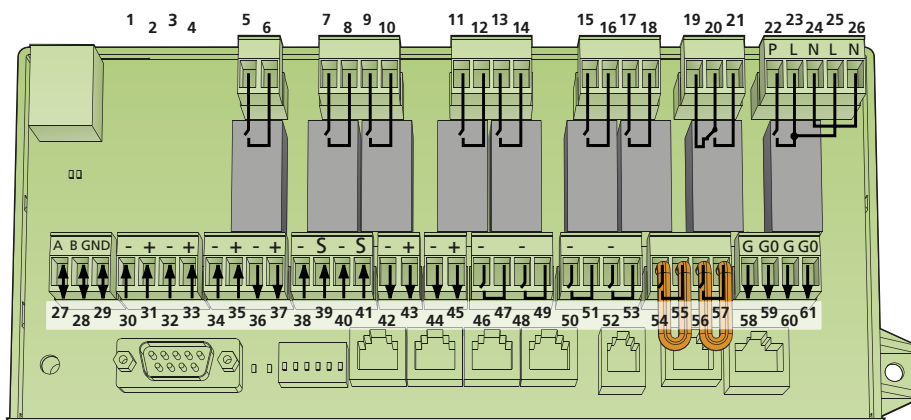 1 2 3 4 5 6 7 8 9 10 11 12 13 14 15 16 17 18 19 20 21 22 23 24 25 26
P L N L N
A B GND - + - + - + - + - S - S - + - + - - - - G G0 G G0
27 28 29 30 31 32 33 34 35 36 37 38 39 40 41 42 43 44 45 46 47 48 49 50 51 52 53 54 55 56 57 58 59 60 61